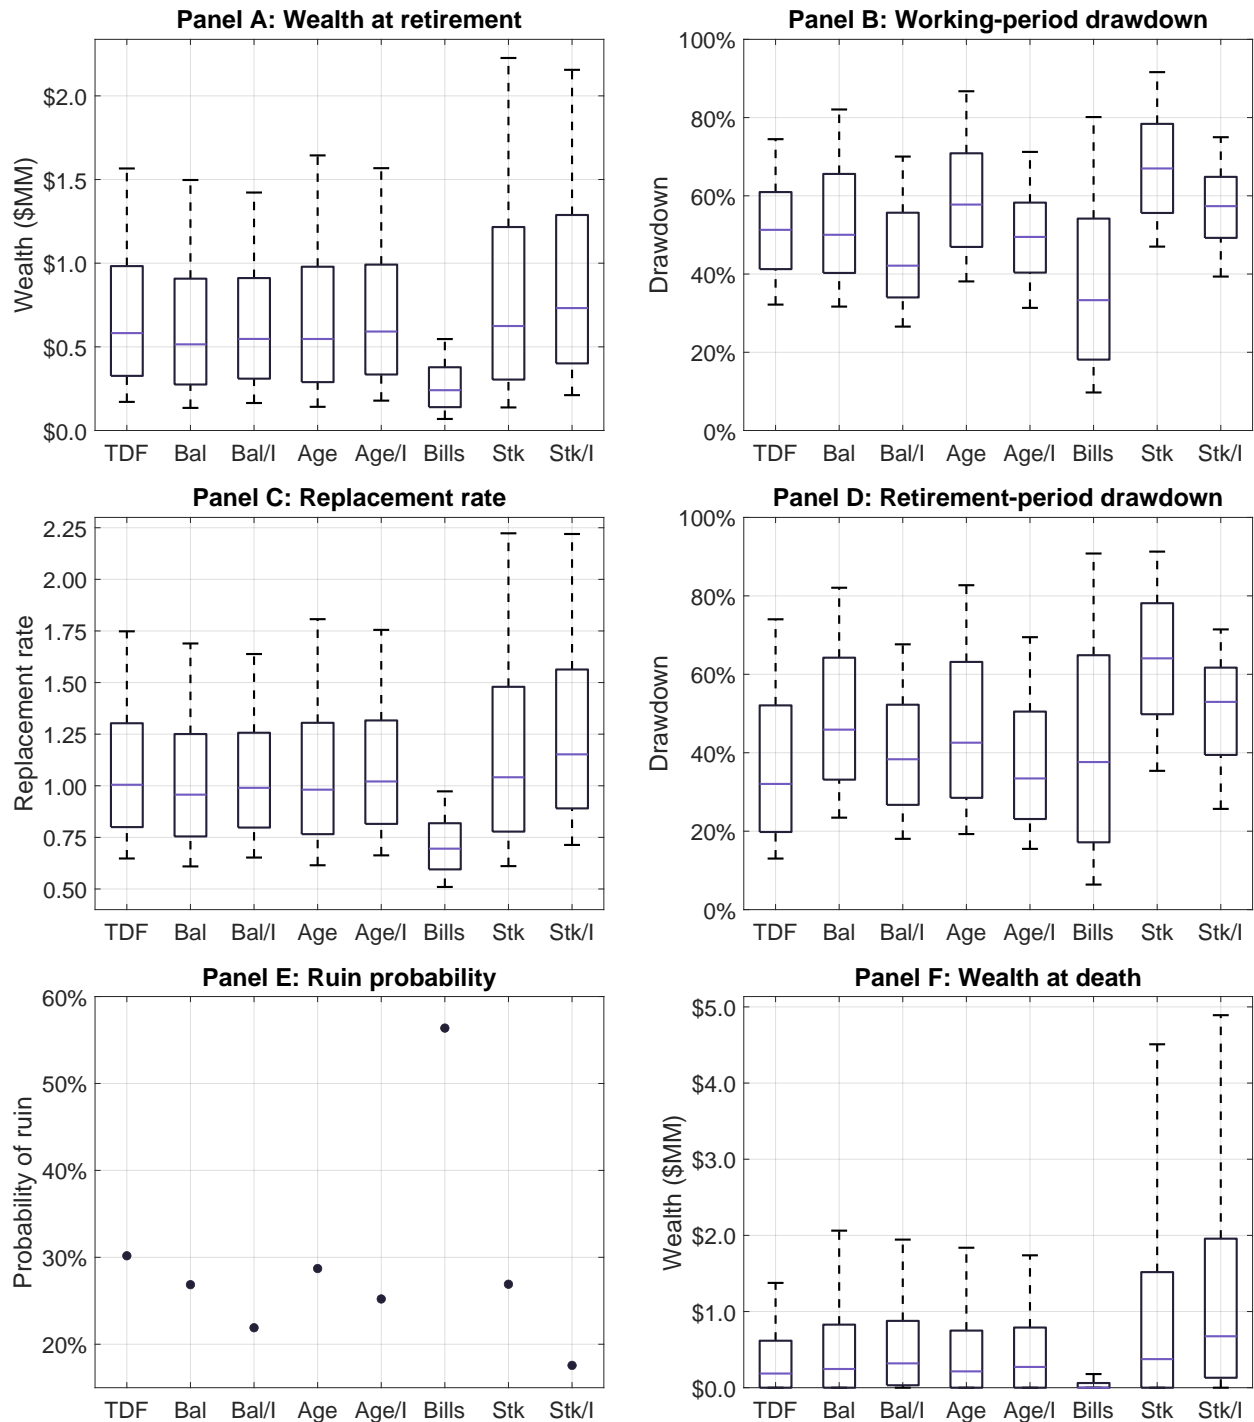 Panel A: Wealth at retirement
Wealth ($MM)
$2.0
$1.5
$1.0
$0.5
$0.0
TDF Bal Bal/I Age Age/I Bills Stk Stk/I
Panel B: Working-period drawdown
Drawdown
100%
80%
60%
40%
20%
0%
TDF Bal Bal/I Age Age/I Bills Stk Stk/I
Panel C: Replacement rate
Replacement rate
2.25
2.00
1.75
1.50
1.25
1.00
0.75
0.50
TDF Bal Bal/I Age Age/I Bills Stk Stk/I
Panel D: Retirement-period drawdown
Drawdown
100%
80%
60%
40%
20%
0%
TDF Bal Bal/I Age Age/I Bills Stk Stk/I
Panel E: Ruin probability
Probability of ruin
60%
50%
40%
30%
20%
TDF Bal Bal/I Age Age/I Bills Stk Stk/I
Panel F: Wealth at death
Wealth ($MM)
$5.0
$4.0
$3.0
$2.0
$1.0
$0.0
TDF Bal Bal/I Age Age/I Bills Stk Stk/I